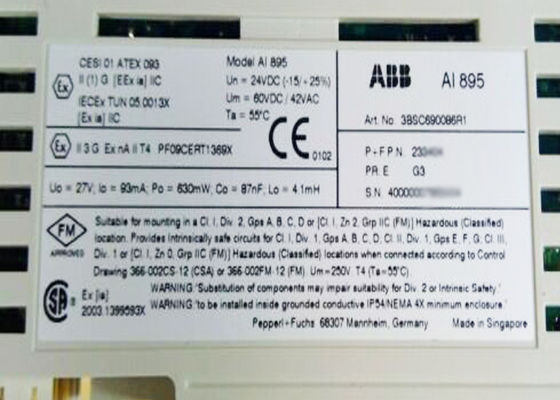 CESI 01 ATEX 093
II (1) G [EEx ia] IIC
IECEx TUN 05.0013X
[Ex ia] IIC
Model AI 895
Un = 24VDC (-15/+25%)
Um = 60VDC / 42VAC
Ta = 55°C
CE 0102
ABB AI 895
Art. No. 3BSC690086R1
Ex II 3 G Ex nA II T4 PF09CERT1369X
P+F P.N
PR.E G3
S.N
Uo = 27V, Io = 93mA, Po = 630mW, Co = 87nF, Lo = 4.1mH
FM
APPROVED
Suitable for mounting in a Cl. I, Div. 2, Gps A, B, C, D or [Cl. I, Zn 2, Grp IIC (FM)] Hazardous (Classified)
location. Provides intrinsically safe circuits for Cl. I, Div. 1, Gps A, B, C, D, Cl. II, Div. 1, Gps E, F, G, Cl. III,
Div. 1 or [Cl. I, Zn 0, Grp IIC (FM)] Hazardous (Classified) locations when connected according to Control
Drawing 366-002CS-12 (CSA) or 366-002FM-12 (FM). Um=250V T4 (Ta=55°C).
Ex [ia]
2003.1399593X
WARNING:"Substitution of components may impair suitability for Div. 2 or Intrinsic Safety."
WARNING:"to be installed inside grounded conductive IP54/NEMA 4X minimum enclosure."
Pepperl+Fuchs 68307 Mannheim, Germany Made in Singapore